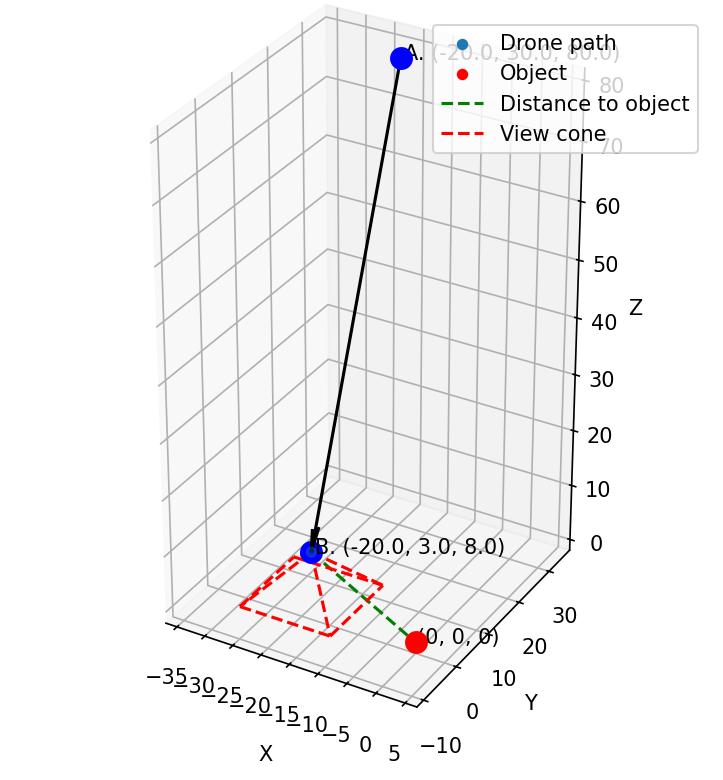 A. (-20.0, 30.0, 80.0)
Drone path
Object
Distance to object
View cone
80
70
60
50
40
30
20
10
0
Z
B. (-20.0, 3.0, 8.0)
(0, 0, 0)
−35
−30
−25
−20
−15
−10
−5
0
5
X
−10
0
10
20
30
Y